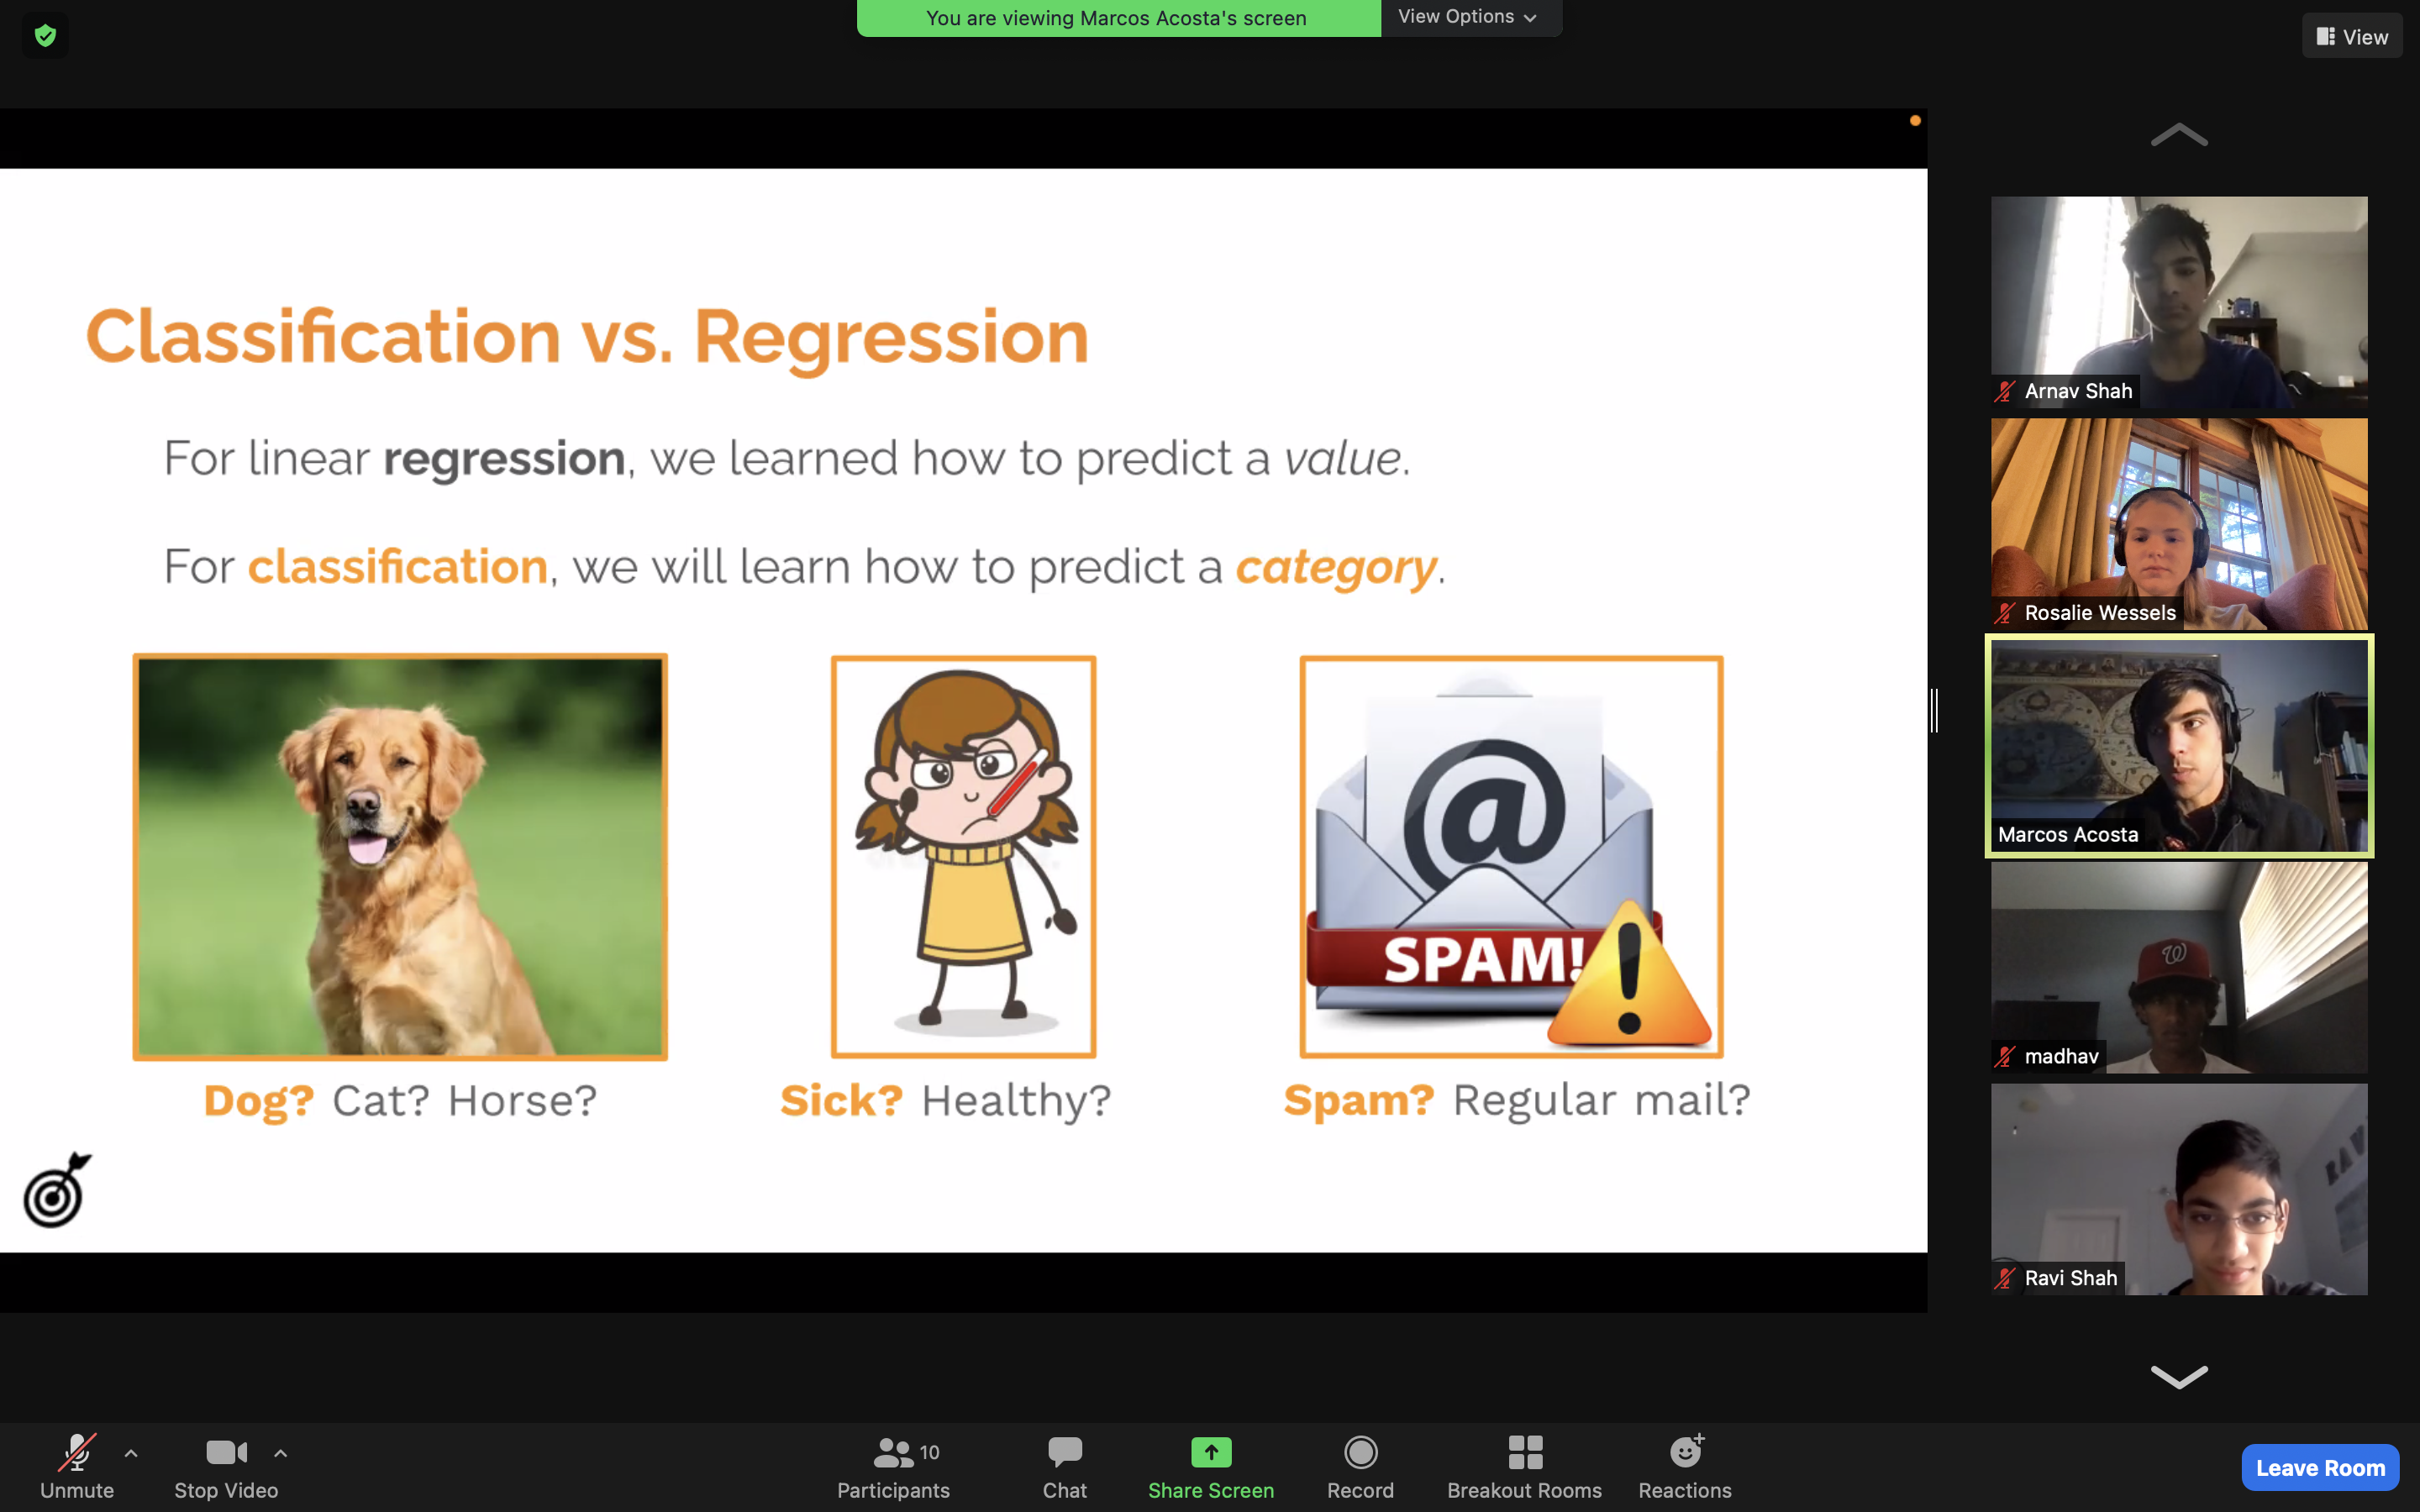 You are viewing Marcos Acosta's screen
View Options
View
Classification vs. Regression
For linear regression, we learned how to predict a value.
For classification, we will learn how to predict a category.
@
SPAM!
Dog? Cat? Horse?
Sick? Healthy?
Spam? Regular mail?
Arnav Shah
Rosalie Wessels
Marcos Acosta
W
madhav
RAV
Ravi Shah
Unmute
Stop Video
10
Participants
Chat
Share Screen
Record
Breakout Rooms
Reactions
Leave Room